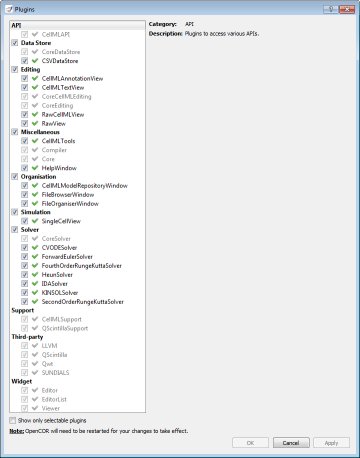 Plugins
API
CellMLAPI
Data Store
CoreDataStore
CSVDataStore
Editing
CellMLAnnotationView
CellMLTextView
CoreCellMLEditing
CoreEditing
RawCellMLView
RawView
Miscellaneous
CellMLTools
Compiler
Core
HelpWindow
Organisation
CellMLModelRepositoryWindow
FileBrowserWindow
FileOrganiserWindow
Simulation
SingleCellView
Solver
CoreSolver
CVODESolver
ForwardEulerSolver
FourthOrderRungeKuttaSolver
HeunSolver
IDASolver
KINSOLSolver
SecondOrderRungeKuttaSolver
Support
CellMLSupport
QScintillaSupport
Third-party
LLVM
QScintilla
Qwt
SUNDIALS
Widget
Editor
EditorList
Viewer
Category: API
Description: Plugins to access various APIs.
Show only selectable plugins
Note: OpenCOR will need to be restarted for your changes to take effect.
OK Cancel Apply